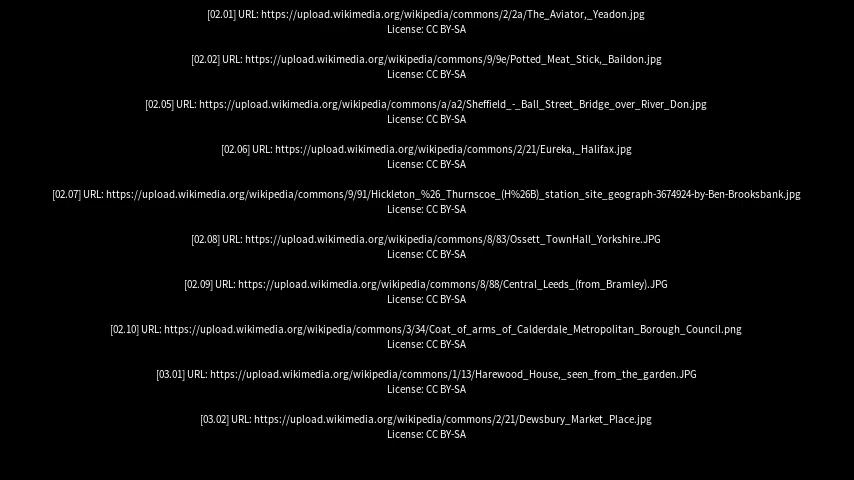 [02.01] URL: https://upload.wikimedia.org/wikipedia/commons/2/2a/The_Aviator,_Yeadon.jpg
License: CC BY-SA
[02.02] URL: https://upload.wikimedia.org/wikipedia/commons/9/9e/Potted_Meat_Stick,_Baildon.jpg
License: CC BY-SA
[02.05] URL: https://upload.wikimedia.org/wikipedia/commons/a/a2/Sheffield_-_Ball_Street_Bridge_over_River_Don.jpg
License: CC BY-SA
[02.06] URL: https://upload.wikimedia.org/wikipedia/commons/2/21/Eureka,_Halifax.jpg
License: CC BY-SA
[02.07] URL: https://upload.wikimedia.org/wikipedia/commons/9/91/Hickleton_%26_Thurnscoe_(H%26B)_station_site_geograph-3674924-by-Ben-Brooksbank.jpg
License: CC BY-SA
[02.08] URL: https://upload.wikimedia.org/wikipedia/commons/8/83/Ossett_TownHall_Yorkshire.JPG
License: CC BY-SA
[02.09] URL: https://upload.wikimedia.org/wikipedia/commons/8/88/Central_Leeds_(from_Bramley).JPG
License: CC BY-SA
[02.10] URL: https://upload.wikimedia.org/wikipedia/commons/3/34/Coat_of_arms_of_Calderdale_Metropolitan_Borough_Council.png
License: CC BY-SA
[03.01] URL: https://upload.wikimedia.org/wikipedia/commons/1/13/Harewood_House,_seen_from_the_garden.JPG
License: CC BY-SA
[03.02] URL: https://upload.wikimedia.org/wikipedia/commons/2/21/Dewsbury_Market_Place.jpg
License: CC BY-SA